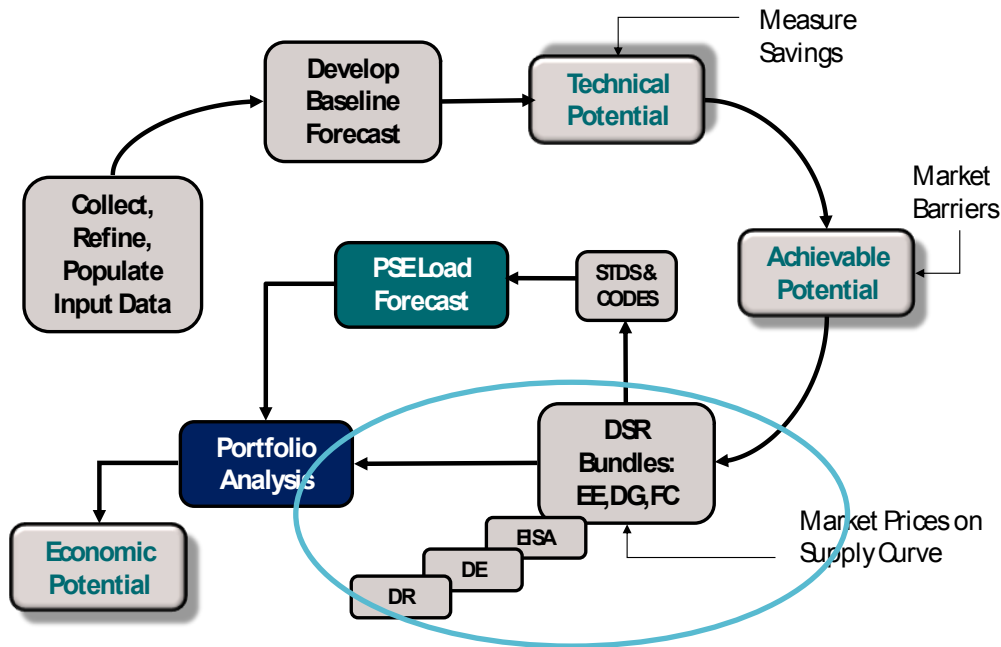 Measure
Savings
Develop
Baseline
Forecast
Technical
Potential
Collect,
Refine,
Populate
Input Data
Market
Barriers
PSE Load
Forecast
STDS &
CODES
Achievable
Potential
Portfolio
Analysis
DSR
Bundles:
EE, DG, FC
Market Prices on
Supply Curve
EISA
DE
DR
Economic
Potential